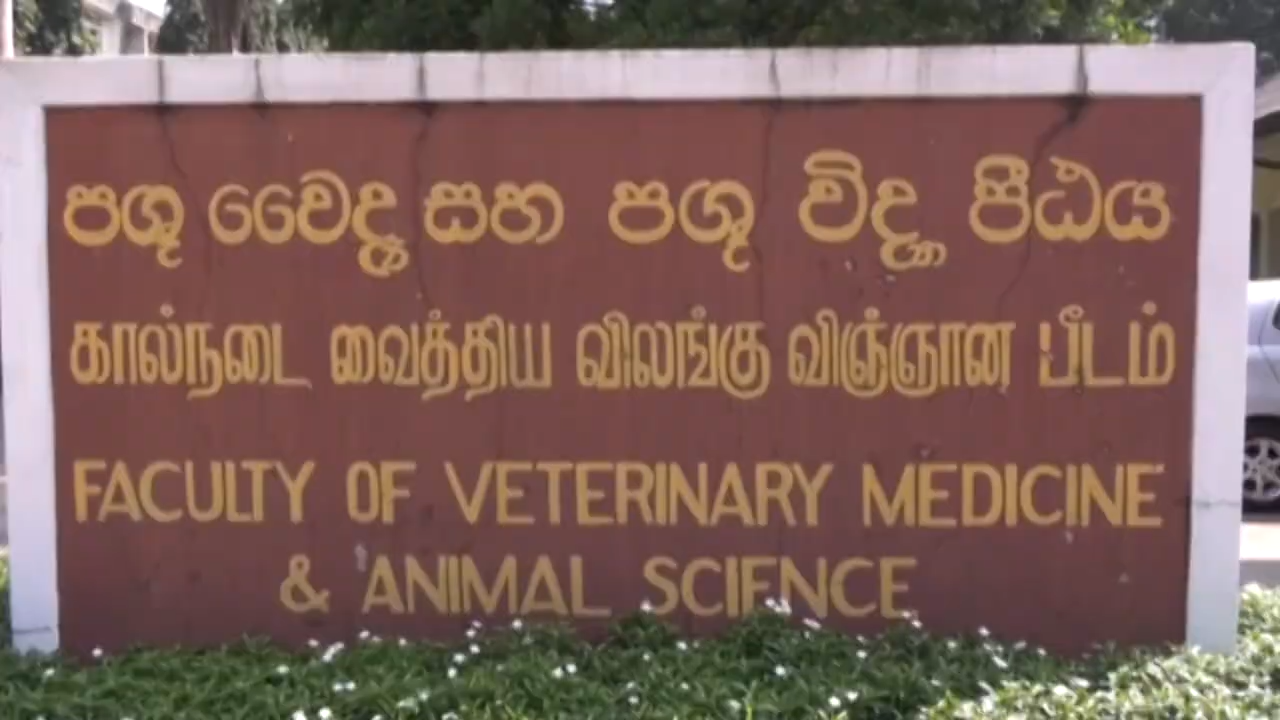 පශු වෛද්‍ය සහ පශු විද්‍යා පීඨය
கால்நடை வைத்திய விலங்கு விஞ்ஞான பீடம்
FACULTY OF VETERINARY MEDICINE
& ANIMAL SCIENCE